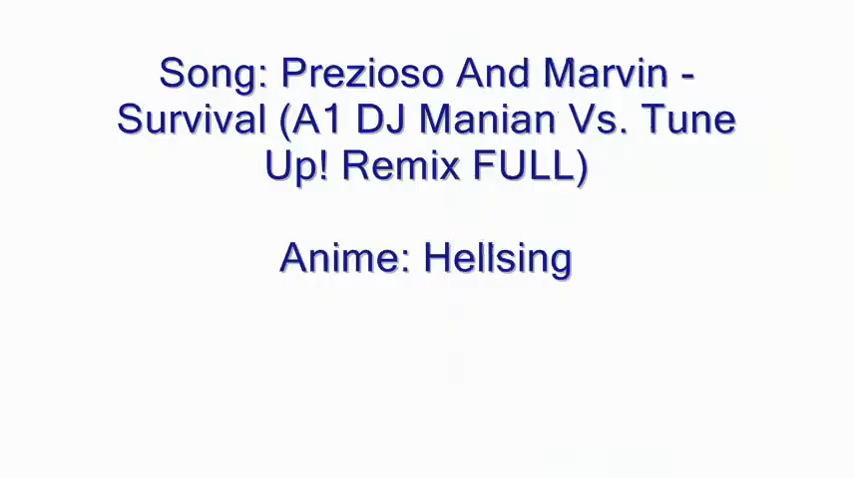 Song: Prezioso And Marvin -
Survival (A1 DJ Manian Vs. Tune
Up! Remix FULL)
Anime: Hellsing